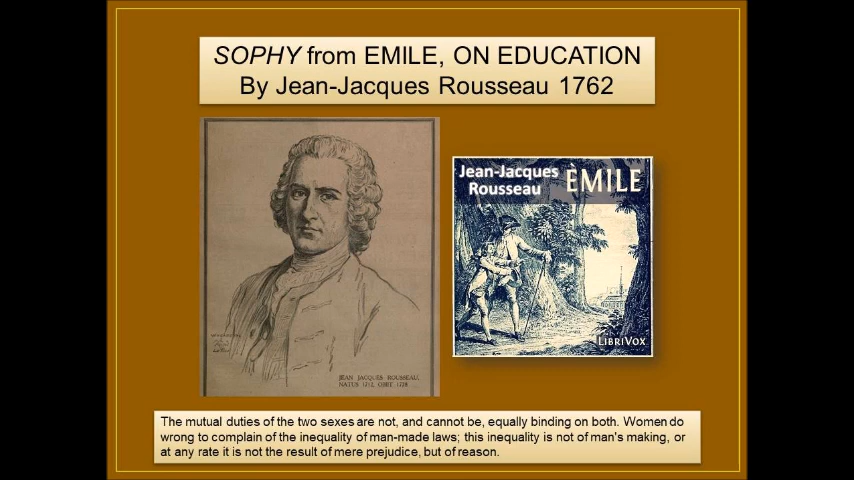 SOPHY from EMILE, ON EDUCATION
By Jean-Jacques Rousseau 1762
JEAN JACQUES ROUSSEAU,
Jean-Jacques
Rousseau
ÈMILE
LIBRIVOX
The mutual duties of the two sexes are not, and cannot be, equally binding on both. Women do
wrong to complain of the inequality of man-made laws; this inequality is not of man's making, or
at any rate it is not the result of mere prejudice, but of reason.